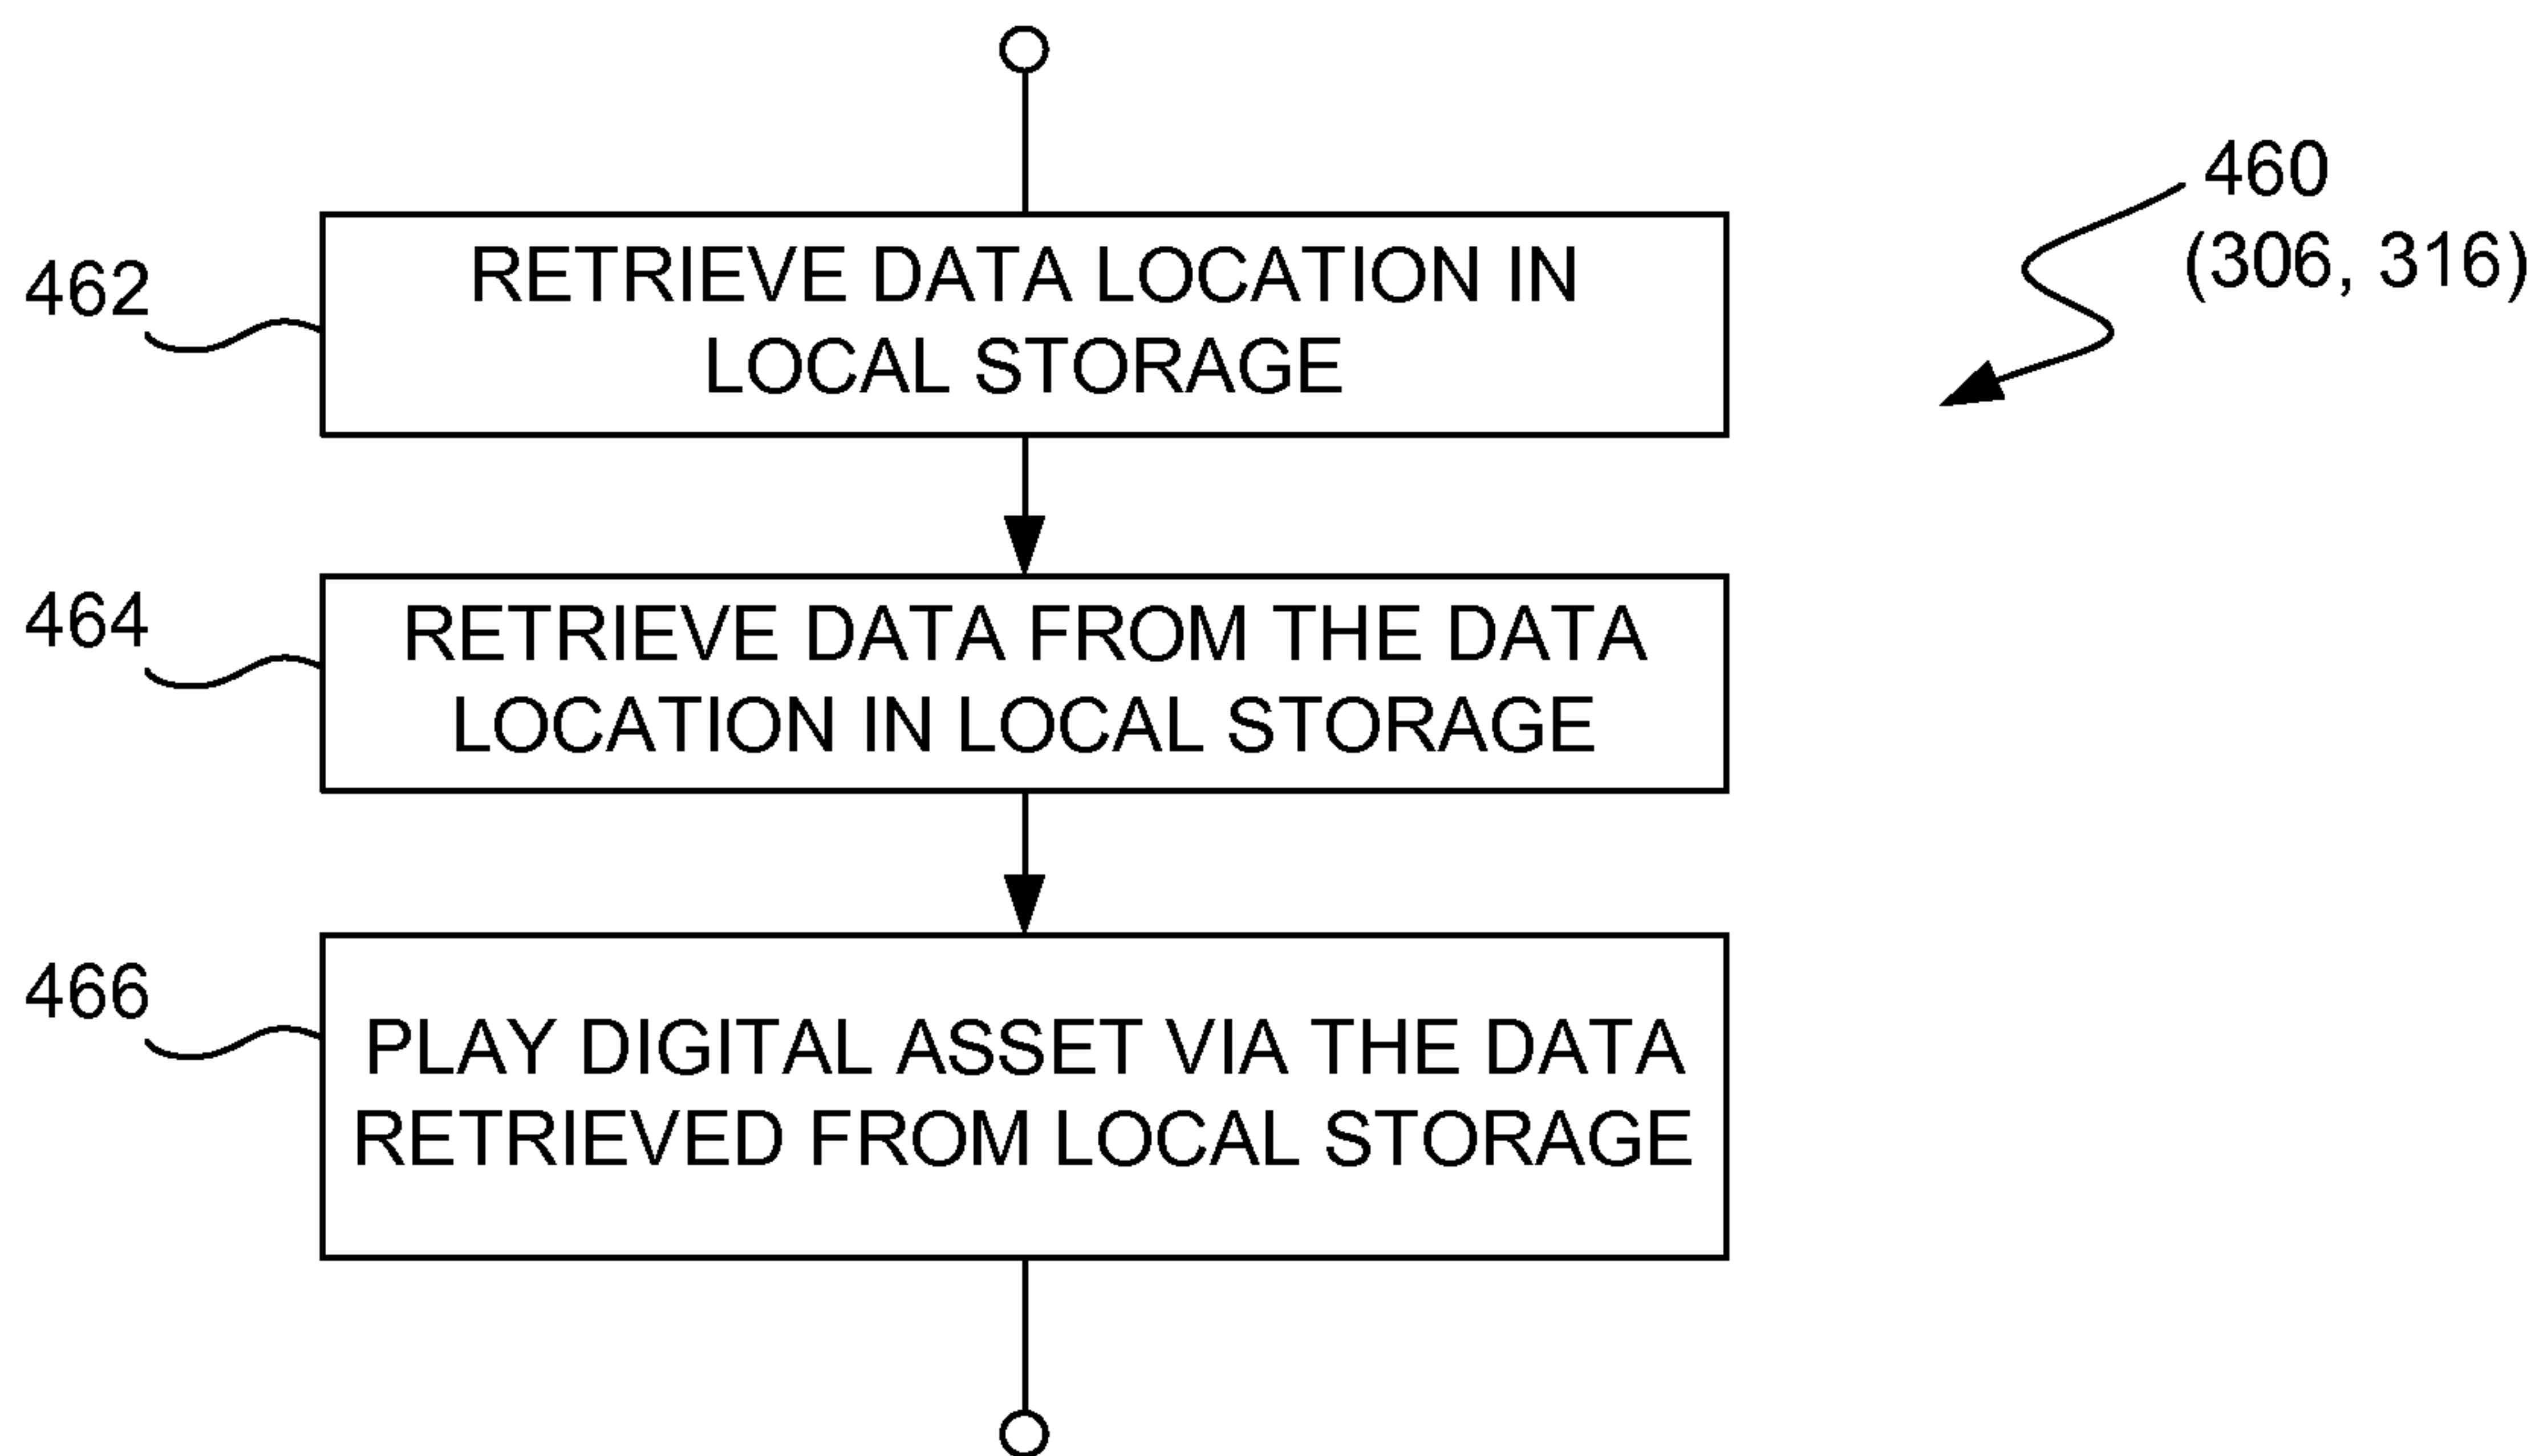 460
(306, 316)
462
RETRIEVE DATA LOCATION IN
LOCAL STORAGE
464
RETRIEVE DATA FROM THE DATA
LOCATION IN LOCAL STORAGE
466
PLAY DIGITAL ASSET VIA THE DATA
RETRIEVED FROM LOCAL STORAGE